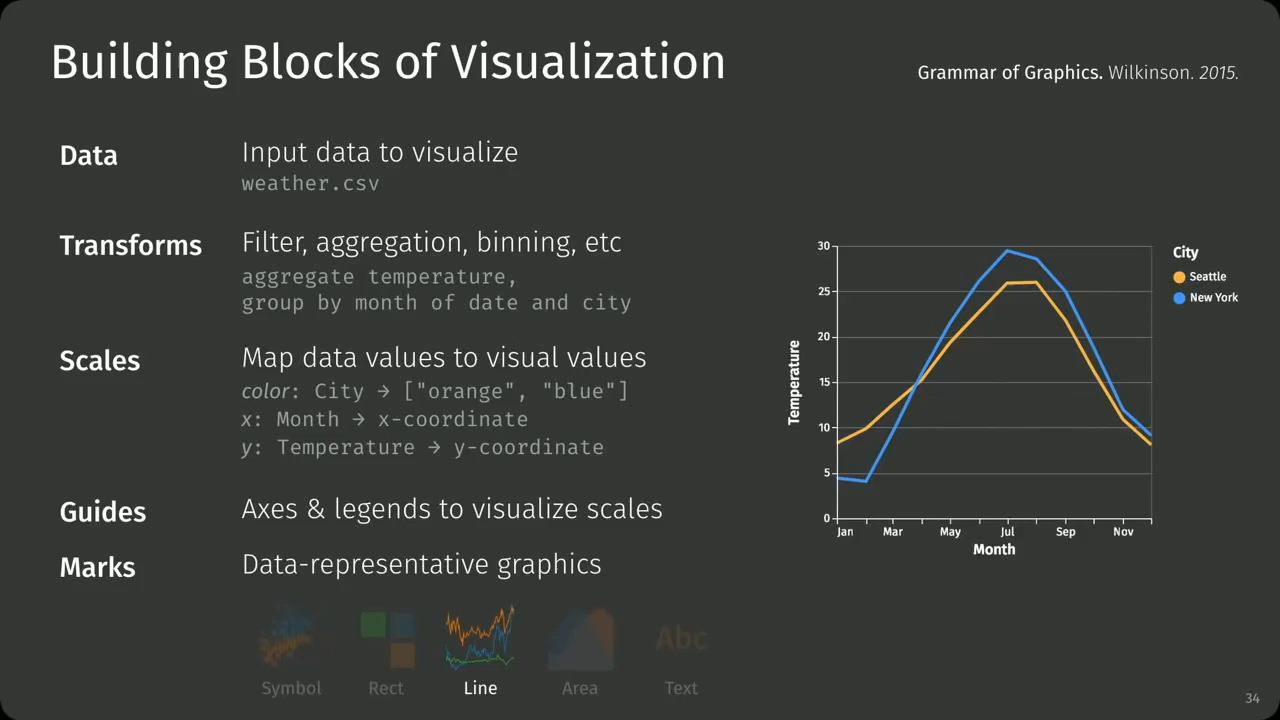 Building Blocks of Visualization
Grammar of Graphics. Wilkinson. 2015.
Data
Input data to visualize
weather.csv
Transforms
Filter, aggregation, binning, etc
aggregate temperature,
group by month of date and city
Scales
Map data values to visual values
color: City → ["orange", "blue"]
x: Month → x-coordinate
y: Temperature → y-coordinate
Guides
Axes & legends to visualize scales
Marks
Data-representative graphics
Abc
Symbol
Rect
Line
Area
Text
30
25
20
15
10
5
0
Temperature
Jan
Mar
May
Jul
Sep
Nov
Month
City
Seattle
New York
34